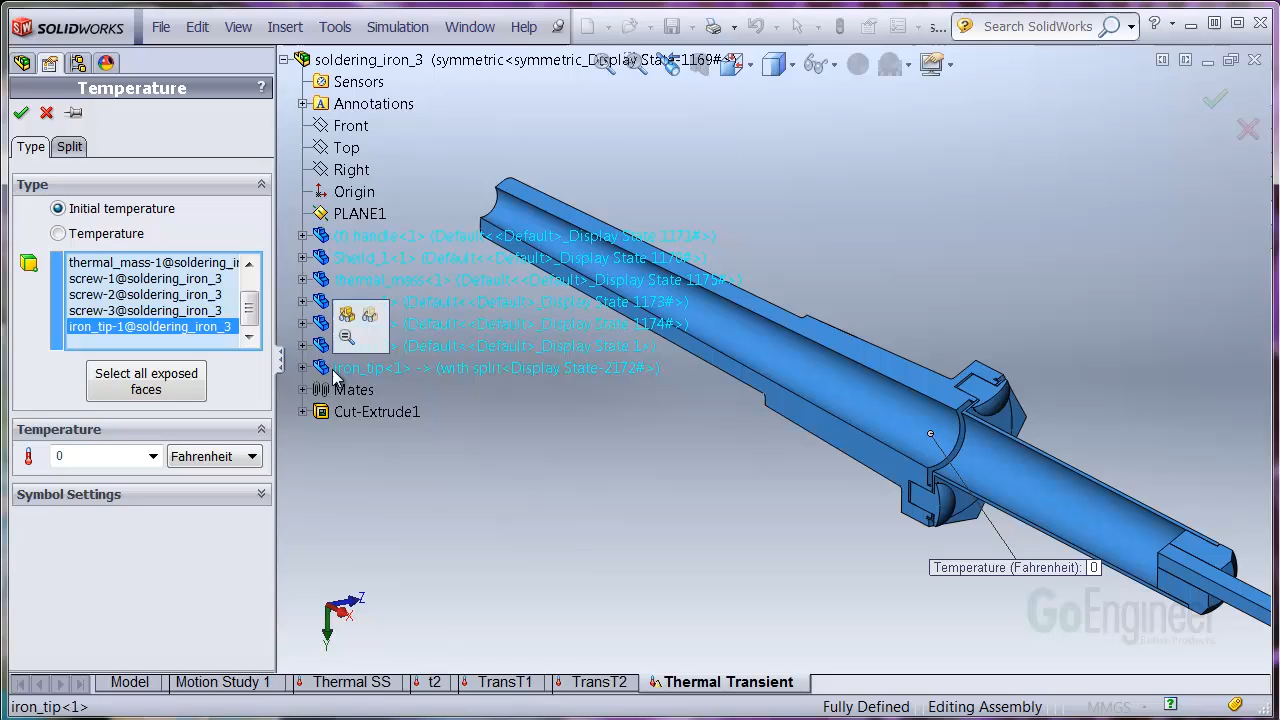 SOLIDWORKS File Edit View Insert Tools Simulation Window Help s... Search SolidWorks
Temperature ?
Type Split
Type
Initial temperature
Temperature
thermal_mass-1@soldering_ir
screw-1@soldering_iron_3
screw-2@soldering_iron_3
screw-3@soldering_iron_3
iron_tip-1@soldering_iron_3
Select all exposed
faces
Temperature
0 Fahrenheit
Symbol Settings
soldering_iron_3 (symmetric<symmetric_Display State-1169#>
Sensors
Annotations
Front
Top
Right
Origin
PLANE1
(f) handle<1> (Default<<Default>_Display State 1171#>)
Sheild_1<1> (Default<<Default>_Display State 1170#>)
thermal_mass<1> (Default<<Default>_Display State 1175#>)
(Default<<Default>_Display State 1173#>)
(Default<<Default>_Display State 1174#>)
(Default<<Default>_Display State 1>)
iron_tip<1> -> (with split<Display State-2172#>)
Mates
Cut-Extrude1
Temperature (Fahrenheit): 0
Z
X
Y
GoEngineer
Model Motion Study 1 Thermal SS t2 TransT1 TransT2 Thermal Transient
iron_tip<1> Fully Defined Editing Assembly MMGS